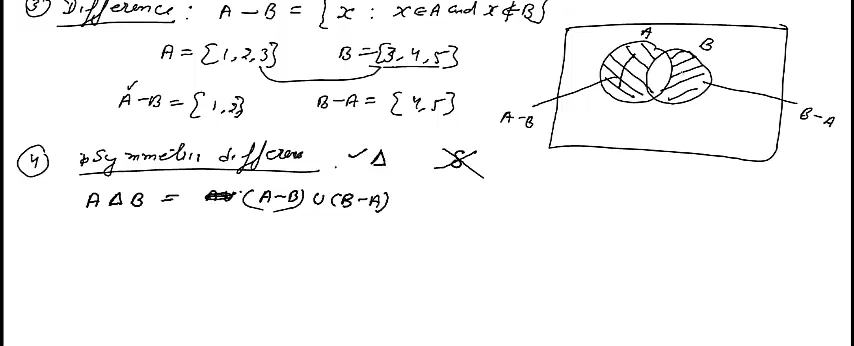 ③ Difference : A - B = { x : x ∈ A and x ∉ B}
A = {1, 2, 3} B = {3, 4, 5}
A - B = {1, 2} B - A = {4, 5}
A
B
A-B
B-A
④ Symmetric difference . ✓ Δ
A Δ B = (A-B) ∪ (B-A)